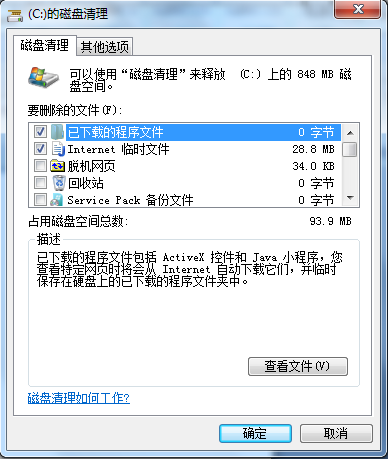 (C:)的磁盘清理
磁盘清理 其他选项
可以使用“磁盘清理”来释放 (C:) 上的 848 MB 磁
盘空间。
要删除的文件(F):
已下载的程序文件 0 字节
Internet 临时文件 28.8 MB
脱机网页 34.0 KB
回收站 0 字节
Service Pack 备份文件 0 字节
占用磁盘空间总数: 93.9 MB
描述
已下载的程序文件包括 ActiveX 控件和 Java 小程序，您
查看特定网页时将会从 Internet 自动下载它们，并临时
保存在硬盘上的已下载的程序文件夹中。
查看文件(V)
磁盘清理如何工作?
确定 取消